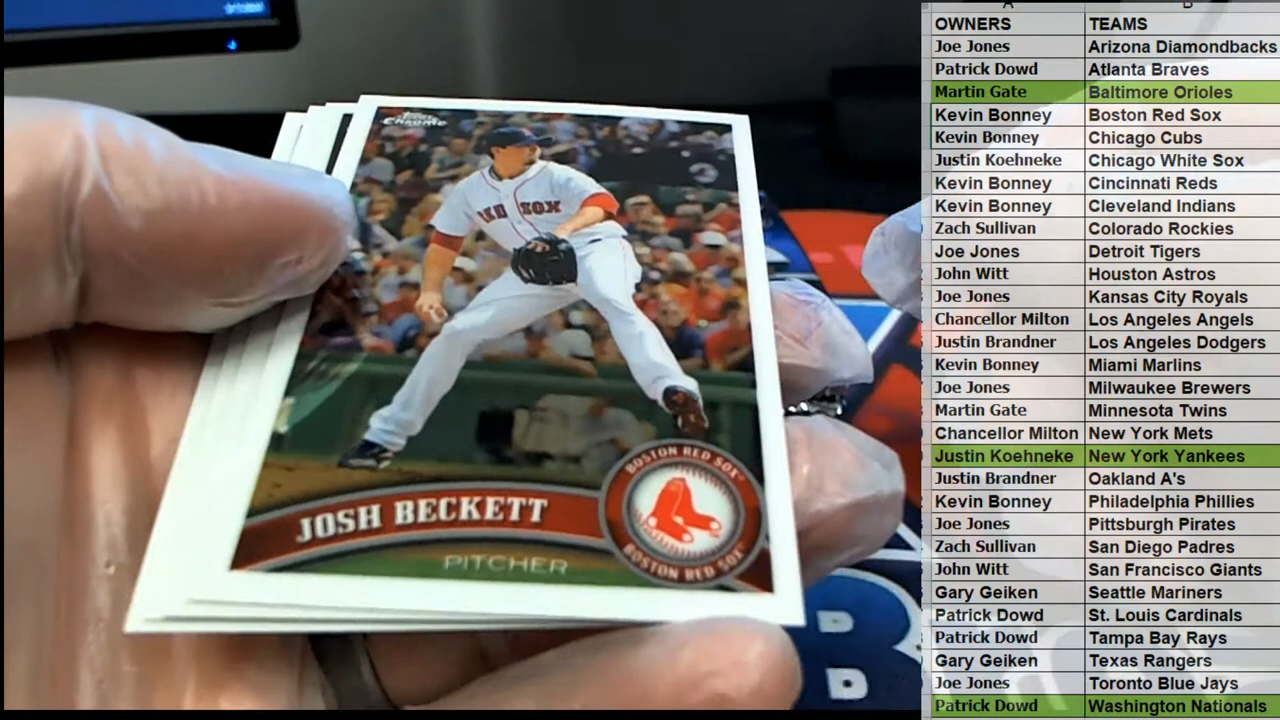 Topps
Chrome
RED SOX
JOSH BECKETT
PITCHER
BOSTON RED SOX
BOSTON RED SOX
A B
OWNERS TEAMS
Joe Jones Arizona Diamondbacks
Patrick Dowd Atlanta Braves
Martin Gate Baltimore Orioles
Kevin Bonney Boston Red Sox
Kevin Bonney Chicago Cubs
Justin Koehneke Chicago White Sox
Kevin Bonney Cincinnati Reds
Kevin Bonney Cleveland Indians
Zach Sullivan Colorado Rockies
Joe Jones Detroit Tigers
John Witt Houston Astros
Joe Jones Kansas City Royals
Chancellor Milton Los Angeles Angels
Justin Brandner Los Angeles Dodgers
Kevin Bonney Miami Marlins
Joe Jones Milwaukee Brewers
Martin Gate Minnesota Twins
Chancellor Milton New York Mets
Justin Koehneke New York Yankees
Justin Brandner Oakland A's
Kevin Bonney Philadelphia Phillies
Joe Jones Pittsburgh Pirates
Zach Sullivan San Diego Padres
John Witt San Francisco Giants
Gary Geiken Seattle Mariners
Patrick Dowd St. Louis Cardinals
Patrick Dowd Tampa Bay Rays
Gary Geiken Texas Rangers
Joe Jones Toronto Blue Jays
Patrick Dowd Washington Nationals